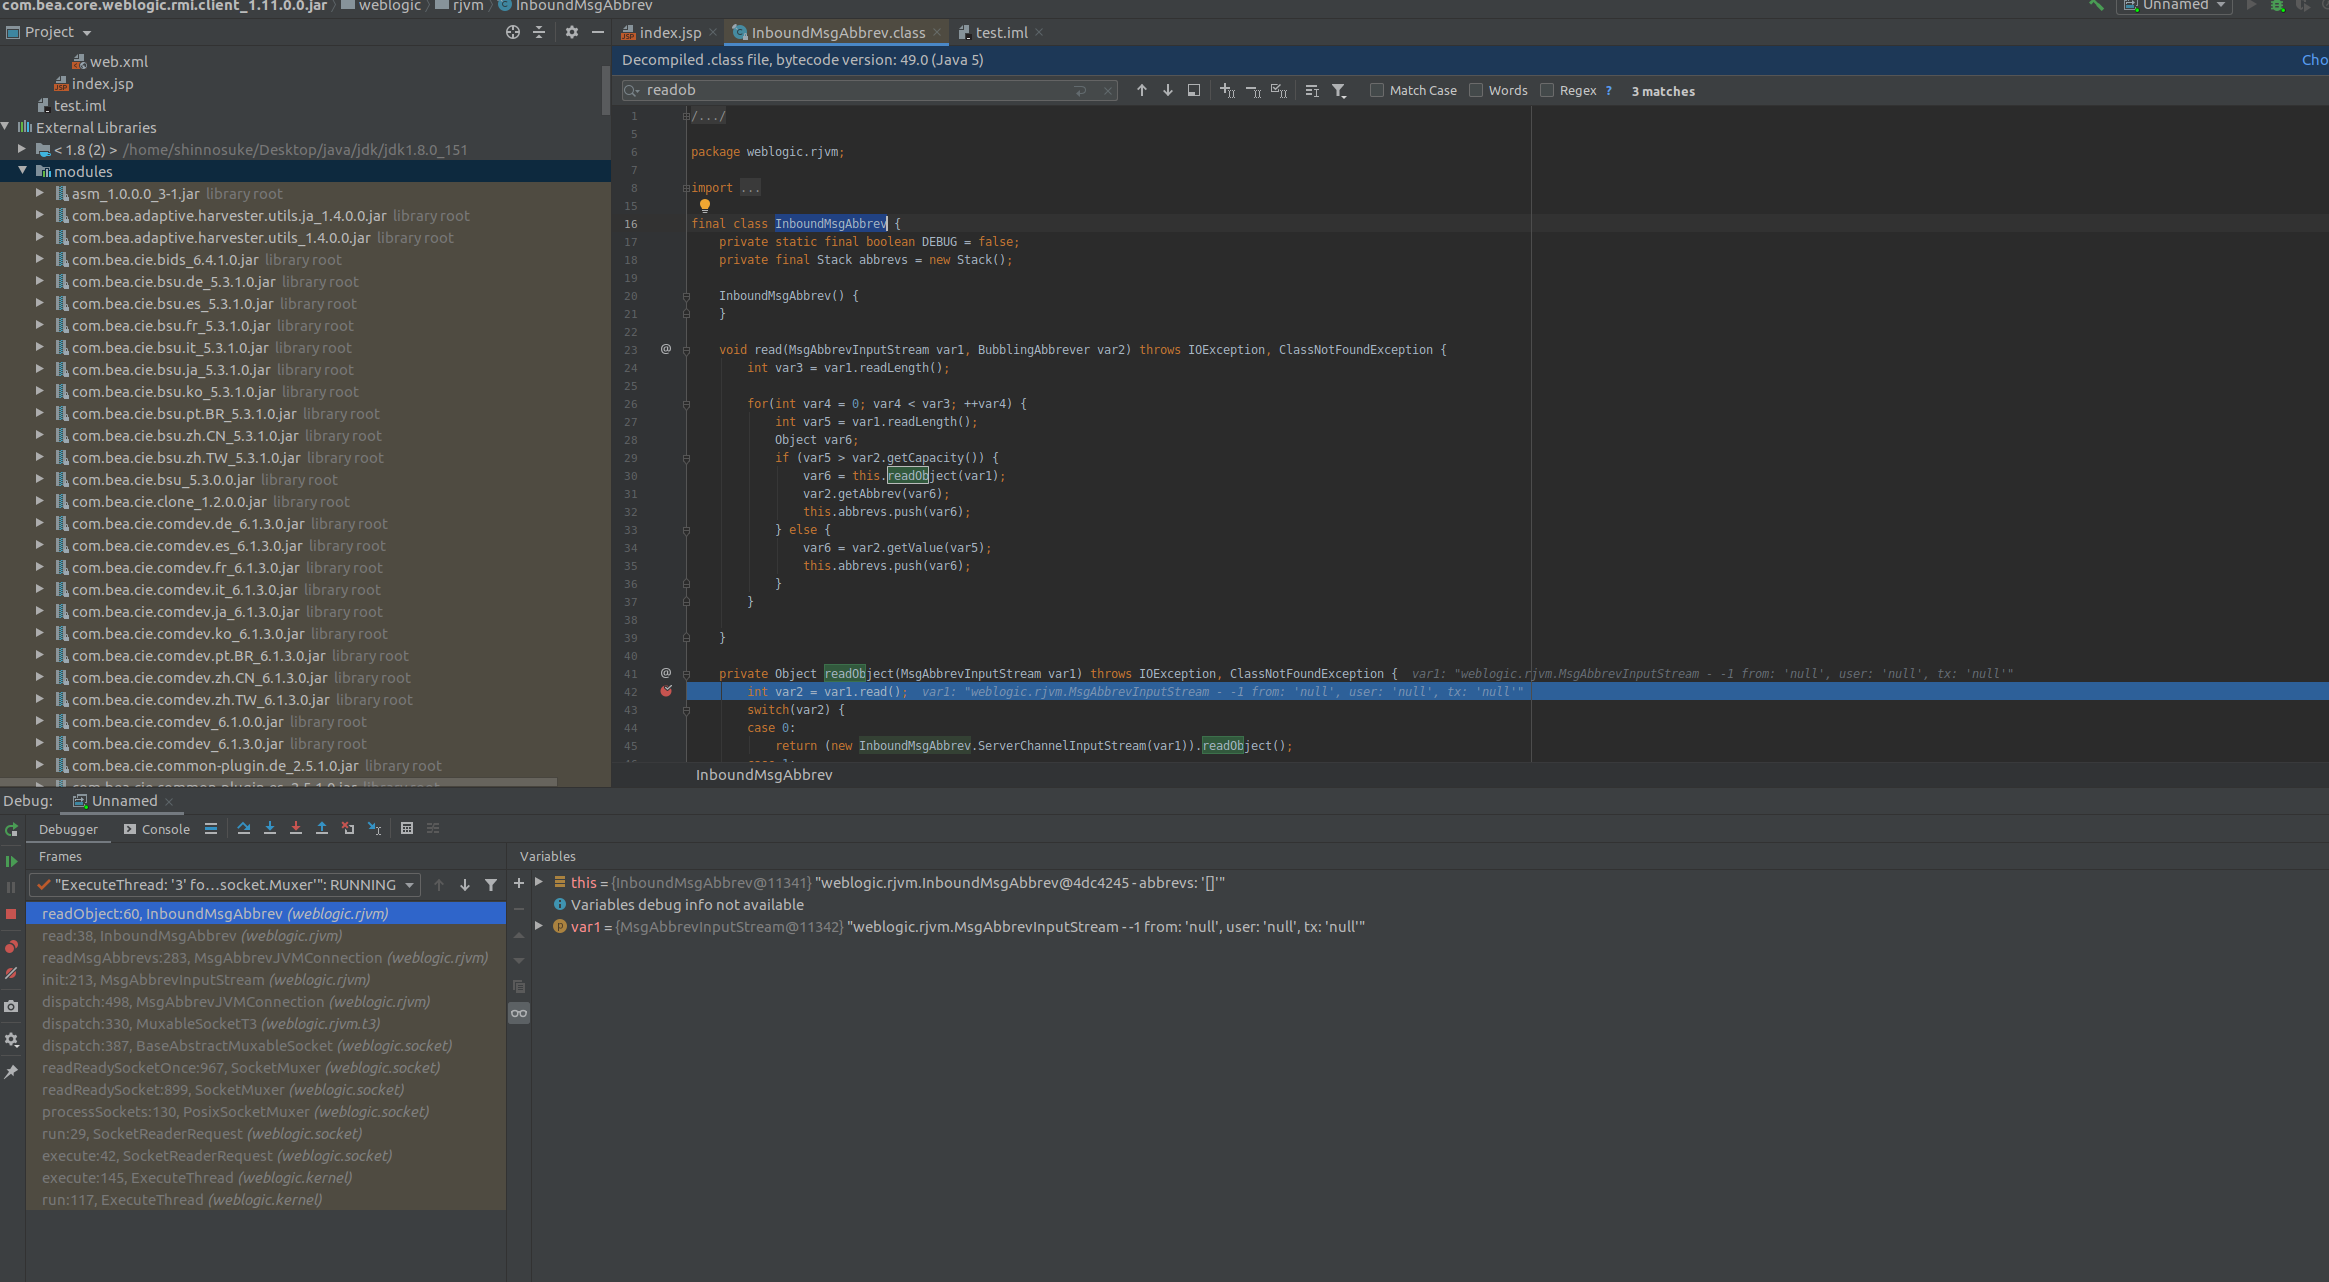 com.bea.core.weblogic.rmi.client_1.11.0.0.jar weblogic rjvm InboundMsgAbbrev
Unnamed
Project
index.jsp InboundMsgAbbrev.class test.iml
web.xml
index.jsp
test.iml
External Libraries
< 1.8 (2) > /home/shinnosuke/Desktop/java/jdk/jdk1.8.0_151
modules
asm_1.0.0.0_3-1.jar library root
com.bea.adaptive.harvester.utils.ja_1.4.0.0.jar library root
com.bea.adaptive.harvester.utils_1.4.0.0.jar library root
com.bea.cie.bids_6.4.1.0.jar library root
com.bea.cie.bsu.de_5.3.1.0.jar library root
com.bea.cie.bsu.es_5.3.1.0.jar library root
com.bea.cie.bsu.fr_5.3.1.0.jar library root
com.bea.cie.bsu.it_5.3.1.0.jar library root
com.bea.cie.bsu.ja_5.3.1.0.jar library root
com.bea.cie.bsu.ko_5.3.1.0.jar library root
com.bea.cie.bsu.pt.BR_5.3.1.0.jar library root
com.bea.cie.bsu.zh.CN_5.3.1.0.jar library root
com.bea.cie.bsu.zh.TW_5.3.1.0.jar library root
com.bea.cie.bsu_5.3.0.0.jar library root
com.bea.cie.clone_1.2.0.0.jar library root
com.bea.cie.comdev.de_6.1.3.0.jar library root
com.bea.cie.comdev.es_6.1.3.0.jar library root
com.bea.cie.comdev.fr_6.1.3.0.jar library root
com.bea.cie.comdev.it_6.1.3.0.jar library root
com.bea.cie.comdev.ja_6.1.3.0.jar library root
com.bea.cie.comdev.ko_6.1.3.0.jar library root
com.bea.cie.comdev.pt.BR_6.1.3.0.jar library root
com.bea.cie.comdev.zh.CN_6.1.3.0.jar library root
com.bea.cie.comdev.zh.TW_6.1.3.0.jar library root
com.bea.cie.comdev_6.1.0.0.jar library root
com.bea.cie.comdev_6.1.3.0.jar library root
com.bea.cie.common-plugin.de_2.5.1.0.jar library root
Decompiled .class file, bytecode version: 49.0 (Java 5) Cho
readob Match Case Words Regex ? 3 matches
1 /.../
5
6 package weblogic.rjvm;
7
8 import ...
15
16 final class InboundMsgAbbrev {
17 private static final boolean DEBUG = false;
18 private final Stack abbrevs = new Stack();
19
20 InboundMsgAbbrev() {
21 }
22
23 @ void read(MsgAbbrevInputStream var1, BubblingAbbrever var2) throws IOException, ClassNotFoundException {
24 int var3 = var1.readLength();
25
26 for(int var4 = 0; var4 < var3; ++var4) {
27 int var5 = var1.readLength();
28 Object var6;
29 if (var5 > var2.getCapacity()) {
30 var6 = this.readObject(var1);
31 var2.getAbbrev(var6);
32 this.abbrevs.push(var6);
33 } else {
34 var6 = var2.getValue(var5);
35 this.abbrevs.push(var6);
36 }
37 }
38
39 }
40
41 @ private Object readObject(MsgAbbrevInputStream var1) throws IOException, ClassNotFoundException { var1: "weblogic.rjvm.MsgAbbrevInputStream - -1 from: 'null', user: 'null', tx: 'null'"
42 int var2 = var1.read(); var1: "weblogic.rjvm.MsgAbbrevInputStream - -1 from: 'null', user: 'null', tx: 'null'"
43 switch(var2) {
44 case 0:
45 return (new InboundMsgAbbrev.ServerChannelInputStream(var1)).readObject();
InboundMsgAbbrev
Debug: Unnamed
Debugger Console
Frames
"ExecuteThread: '3' fo...socket.Muxer'": RUNNING
readObject:60, InboundMsgAbbrev (weblogic.rjvm)
read:38, InboundMsgAbbrev (weblogic.rjvm)
readMsgAbbrevs:283, MsgAbbrevJVMConnection (weblogic.rjvm)
init:213, MsgAbbrevInputStream (weblogic.rjvm)
dispatch:498, MsgAbbrevJVMConnection (weblogic.rjvm)
dispatch:330, MuxableSocketT3 (weblogic.rjvm.t3)
dispatch:387, BaseAbstractMuxableSocket (weblogic.socket)
readReadySocketOnce:967, SocketMuxer (weblogic.socket)
readReadySocket:899, SocketMuxer (weblogic.socket)
processSockets:130, PosixSocketMuxer (weblogic.socket)
run:29, SocketReaderRequest (weblogic.socket)
execute:42, SocketReaderRequest (weblogic.socket)
execute:145, ExecuteThread (weblogic.kernel)
run:117, ExecuteThread (weblogic.kernel)
Variables
this = {InboundMsgAbbrev@11341} "weblogic.rjvm.InboundMsgAbbrev@4dc4245 - abbrevs: '[]'"
Variables debug info not available
var1 = {MsgAbbrevInputStream@11342} "weblogic.rjvm.MsgAbbrevInputStream - -1 from: 'null', user: 'null', tx: 'null'"